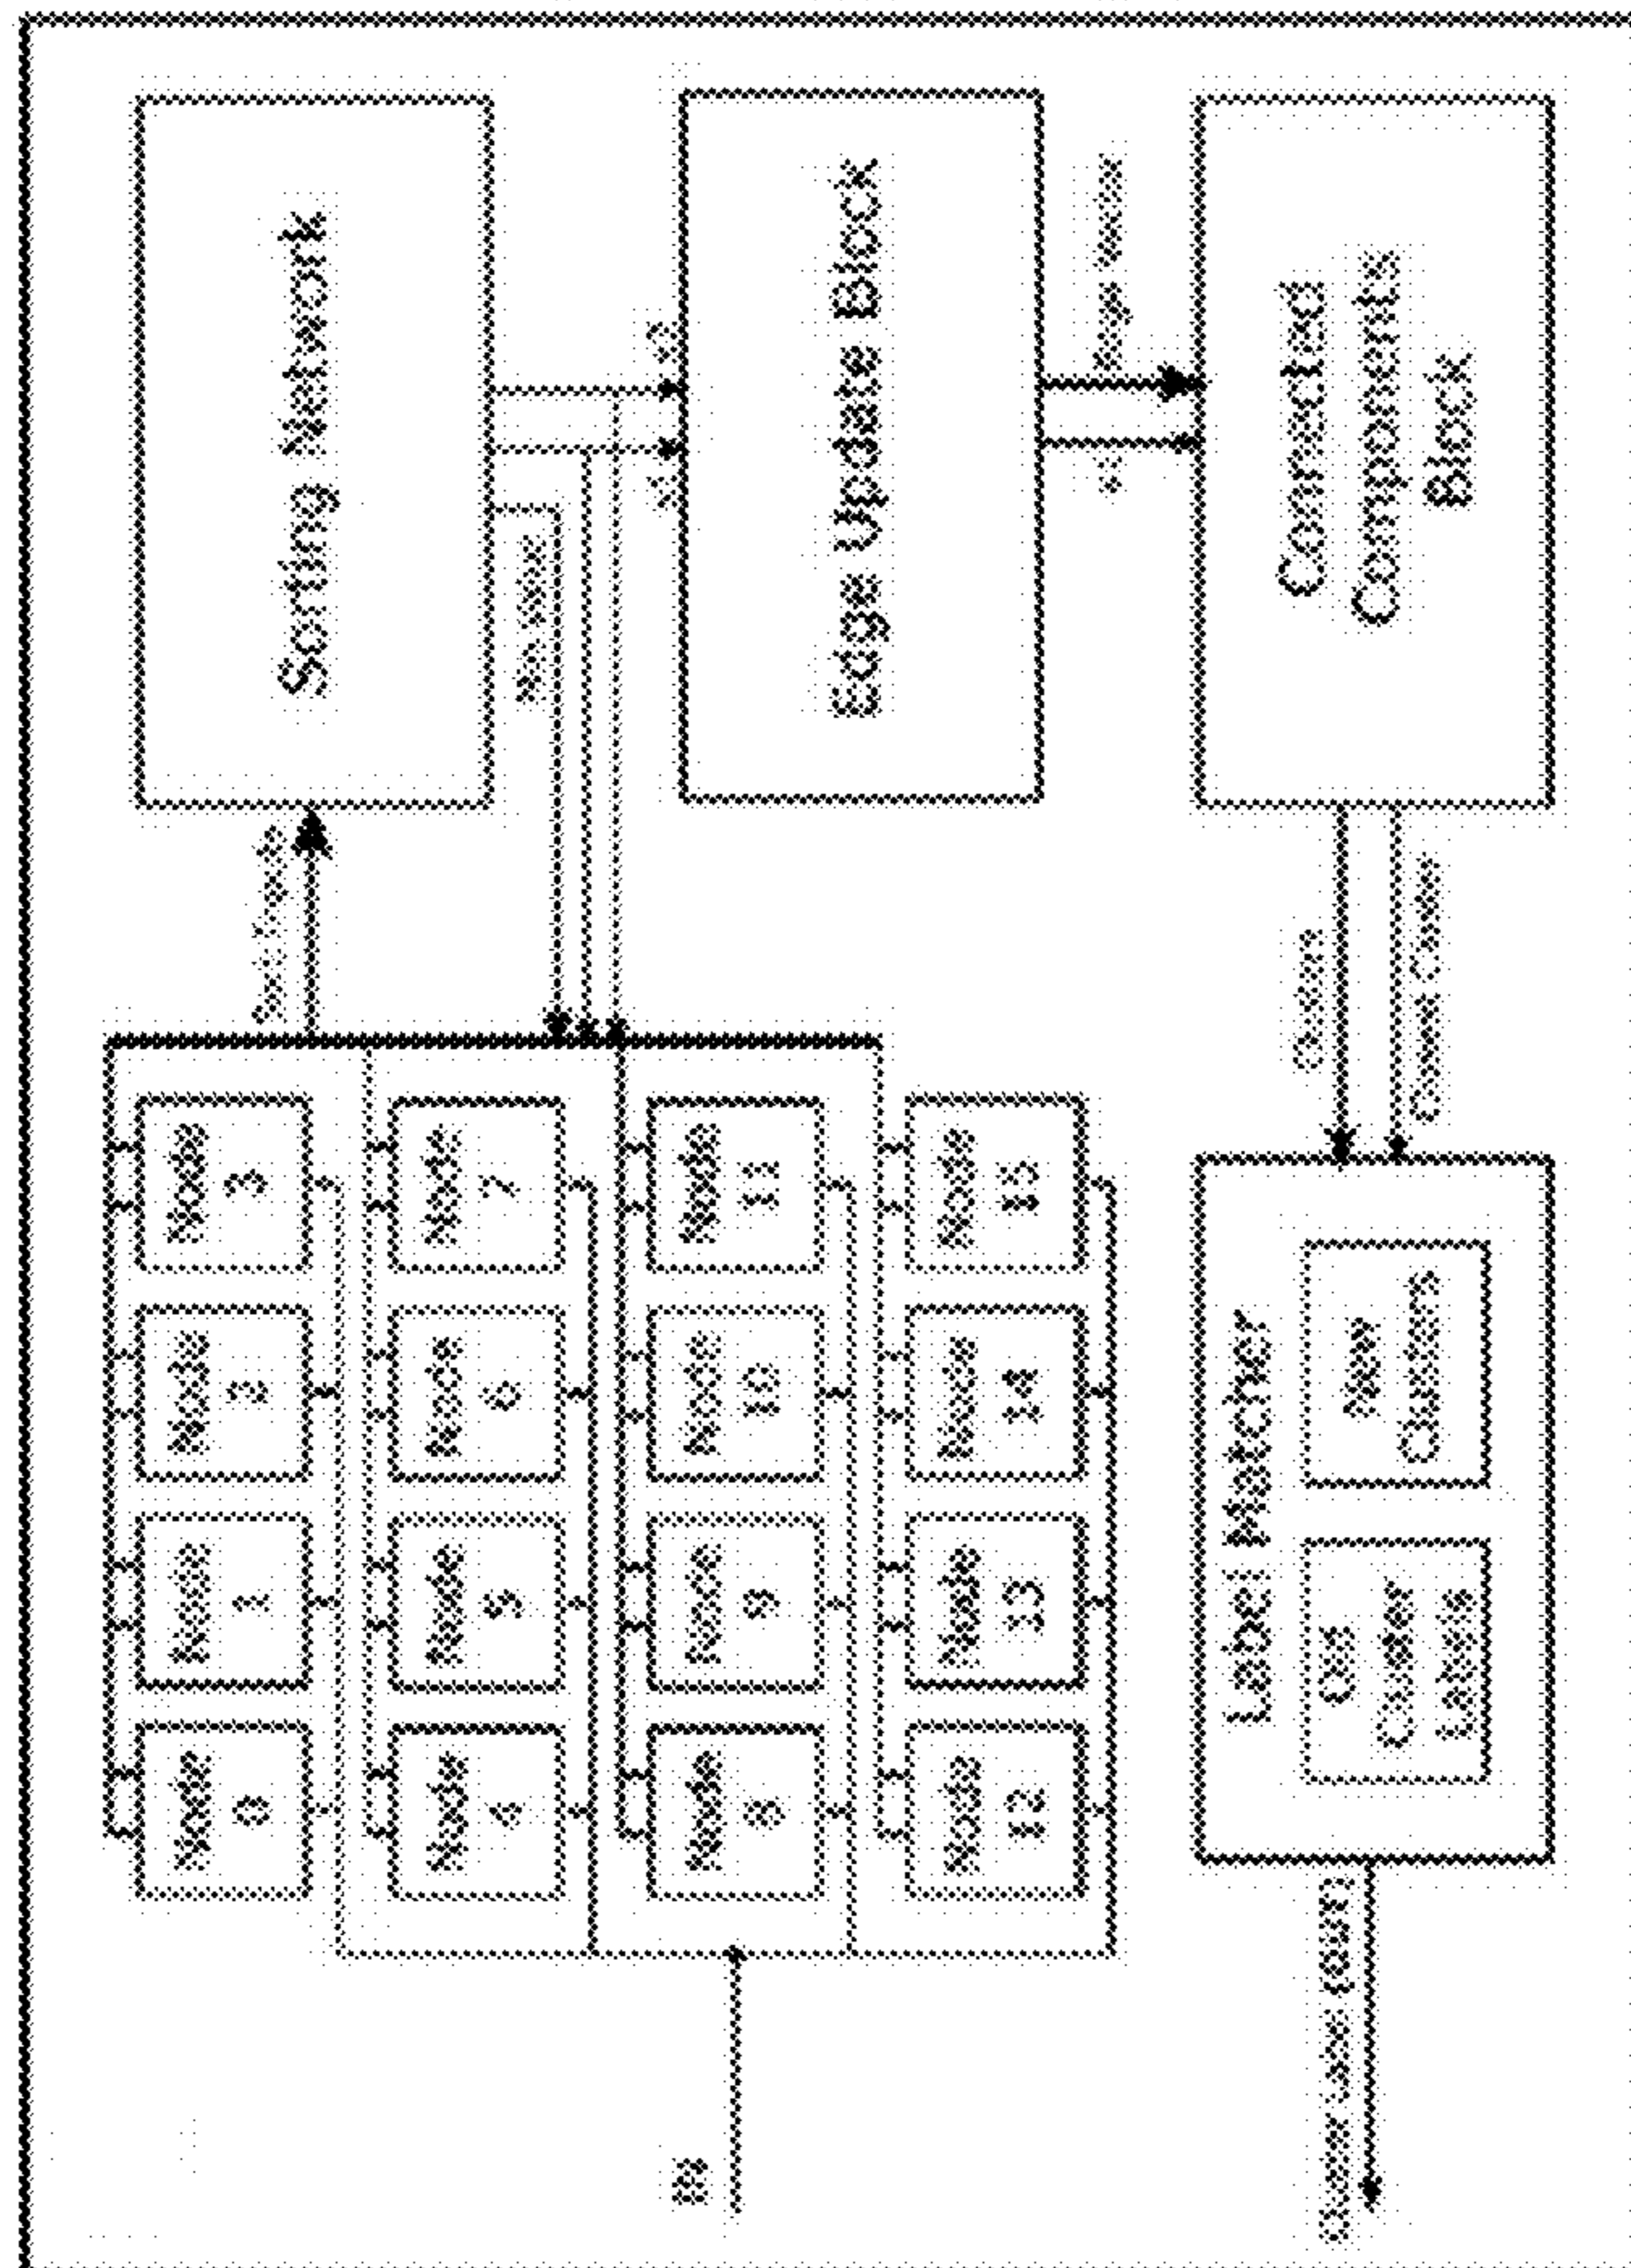 Node
0
Node
1
Node
2
Node
3
Sorting Network
Node
4
Node
5
Node
6
Node
7
Node
8
Node
9
Node
10
Node
11
Edge Update Block
Node
12
Node
13
Node
14
Node
15
Label Matcher
Old
Cluster
Labels
New
Clusters
Clusters
Connected
Components
Block